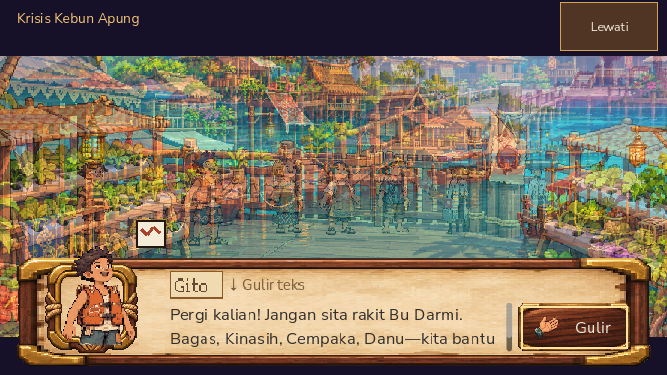 Krisis Kebun Apung
Lewati
Gito
↓ Gulir teks
Pergi kalian! Jangan sita rakit Bu Darmi.
Bagas, Kinasih, Cempaka, Danu—kita bantu
Gulir